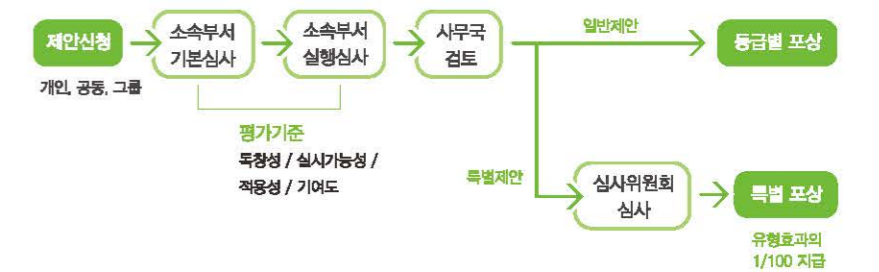 제안신청
개인, 공동, 그룹
소속부서
기본심사
소속부서
실행심사
평가기준
독창성 / 실시가능성 /
적용성 / 기여도
사무국
검토
일반제안
등급별 포상
특별제안
심사위원회
심사
특별 포상
유형효과의
1/100 지급